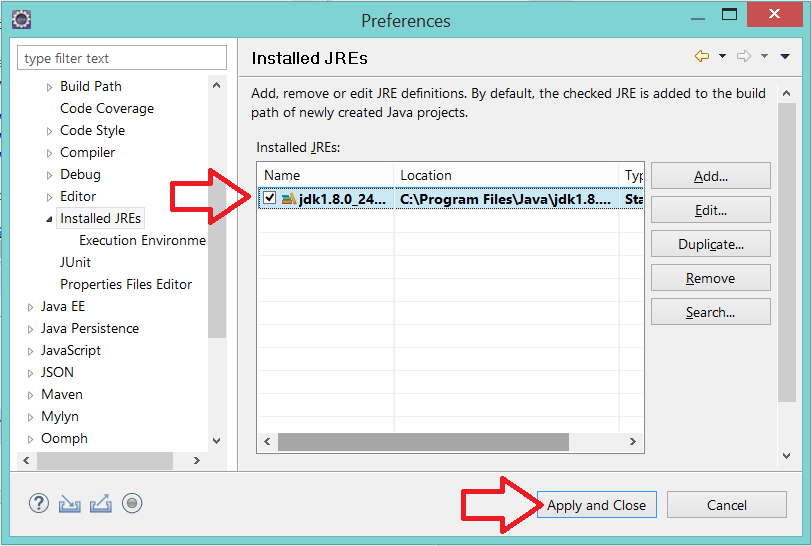 Preferences
type filter text
Build Path
Code Coverage
Code Style
Compiler
Debug
Editor
Installed JREs
Execution Environme
JUnit
Properties Files Editor
Java EE
Java Persistence
JavaScript
JSON
Maven
Mylyn
Oomph
Installed JREs
Add, remove or edit JRE definitions. By default, the checked JRE is added to the build
path of newly created Java projects.
Installed JREs:
Name Location Typ
jdk1.8.0_24... C:\Program Files\Java\jdk1.8.... Sta
Add...
Edit...
Duplicate...
Remove
Search...
Apply and Close
Cancel